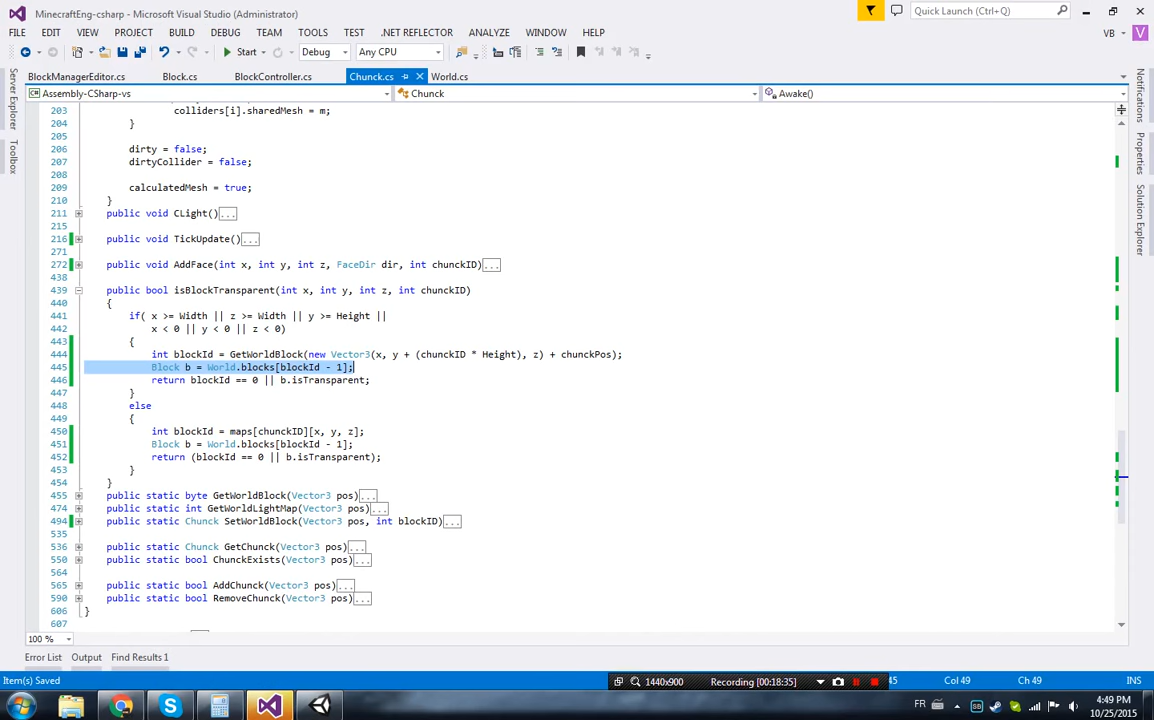 MinecraftEng-csharp - Microsoft Visual Studio (Administrator)
Quick Launch (Ctrl+Q)
FILE EDIT VIEW PROJECT BUILD DEBUG TEAM TOOLS TEST .NET REFLECTOR ANALYZE WINDOW HELP
VB V
Start Debug Any CPU
BlockManagerEditor.cs Block.cs BlockController.cs Chunck.cs World.cs
Assembly-CSharp-vs Chunck Awake()
Server Explorer
Toolbox
Notifications
Properties
Solution Explorer
203 colliders[i].sharedMesh = m;
204 }
205
206 dirty = false;
207 dirtyCollider = false;
208
209 calculatedMesh = true;
210 }
211 public void CLight()...
215
216 public void TickUpdate()...
271
272 public void AddFace(int x, int y, int z, FaceDir dir, int chunckID)...
438
439 public bool isBlockTransparent(int x, int y, int z, int chunckID)
440 {
441 if( x >= Width || z >= Width || y >= Height ||
442 x < 0 || y < 0 || z < 0)
443 {
444 int blockId = GetWorldBlock(new Vector3(x, y + (chunckID * Height), z) + chunckPos);
445 Block b = World.blocks[blockId - 1];
446 return blockId == 0 || b.isTransparent;
447 }
448 else
449 {
450 int blockId = maps[chunckID][x, y, z];
451 Block b = World.blocks[blockId - 1];
452 return (blockId == 0 || b.isTransparent);
453 }
454 }
455 public static byte GetWorldBlock(Vector3 pos)...
474 public static int GetWorldLightMap(Vector3 pos)...
494 public static Chunck SetWorldBlock(Vector3 pos, int blockID)...
535
536 public static Chunck GetChunck(Vector3 pos)...
550 public static bool ChunckExists(Vector3 pos)...
564
565 public static bool AddChunck(Vector3 pos)...
590 public static bool RemoveChunck(Vector3 pos)...
606 }
607
100 %
Error List Output Find Results 1
Item(s) Saved 1440x900 Recording [00:18:35] 45 Col 49 Ch 49 INS
FR
4:49 PM
10/25/2015